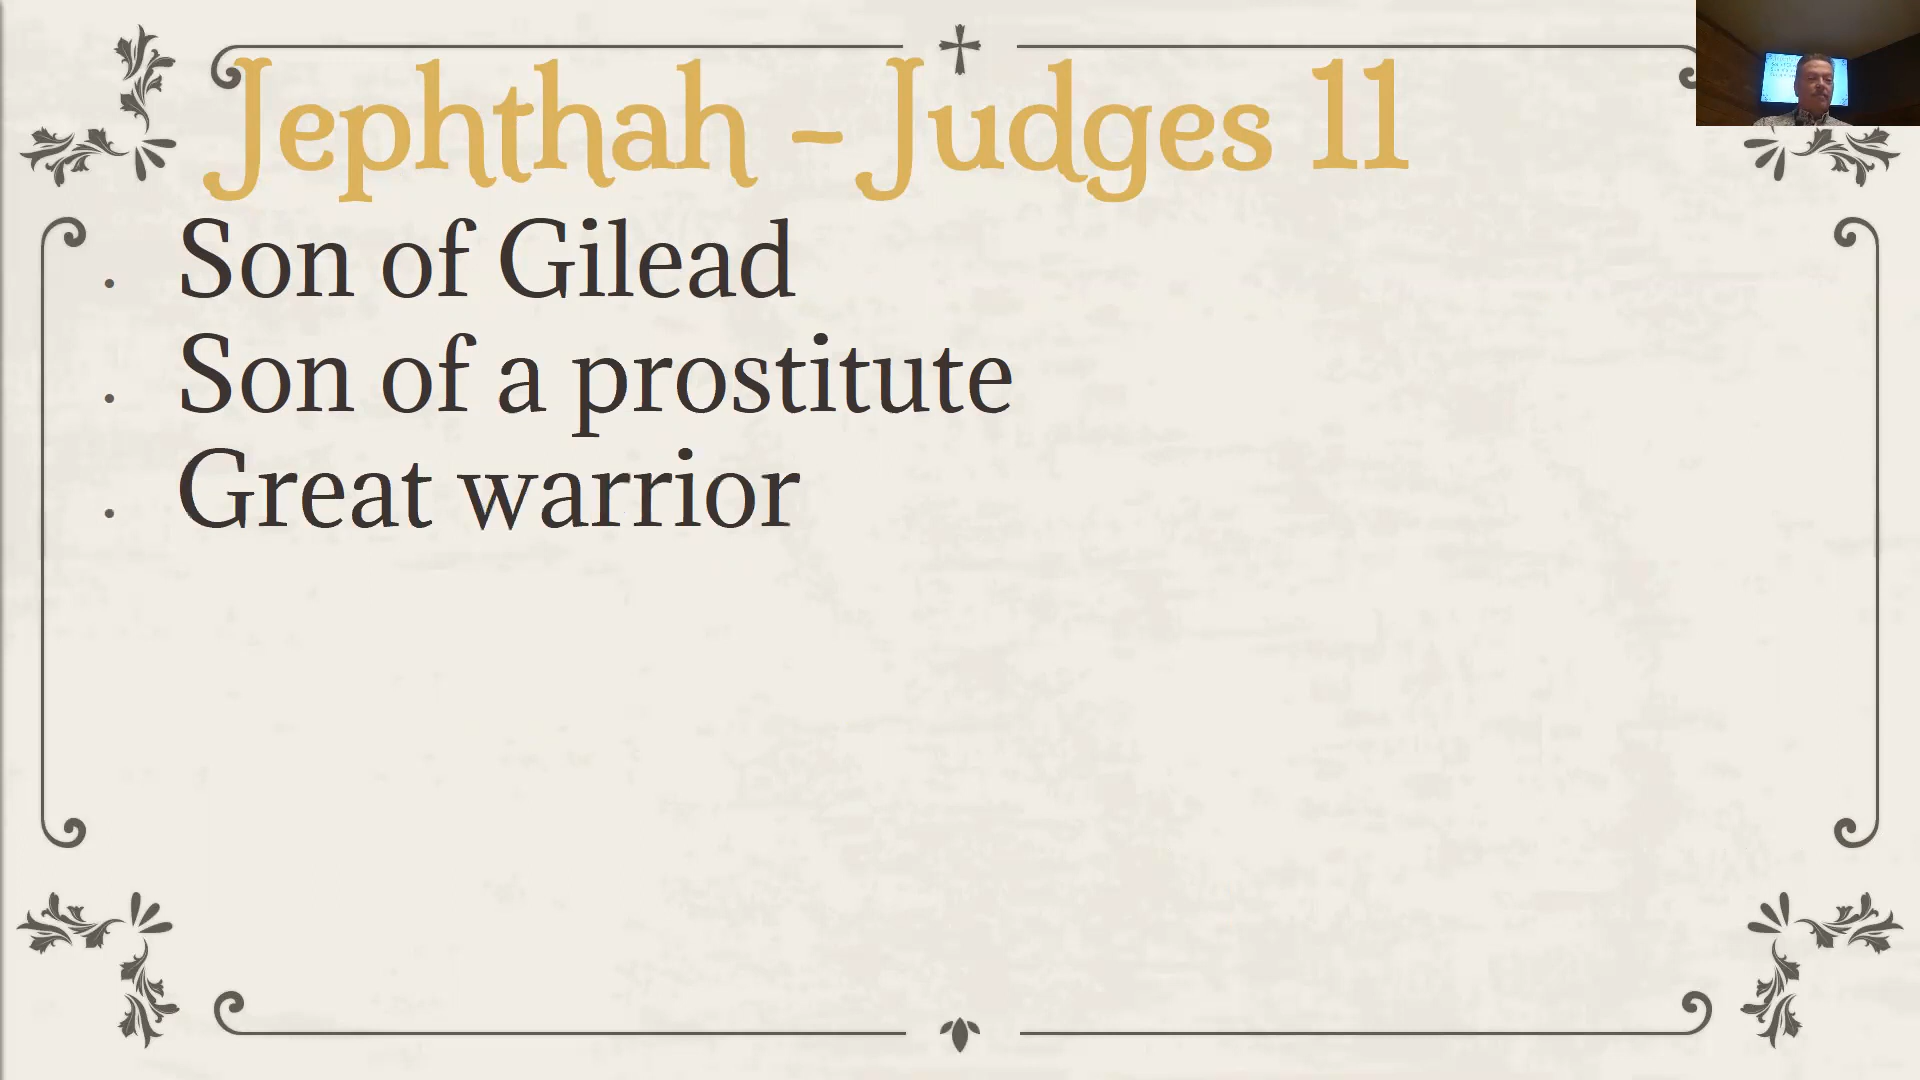 Jephthah - Judges 11
• Son of Gilead
• Son of a prostitute
• Great warrior